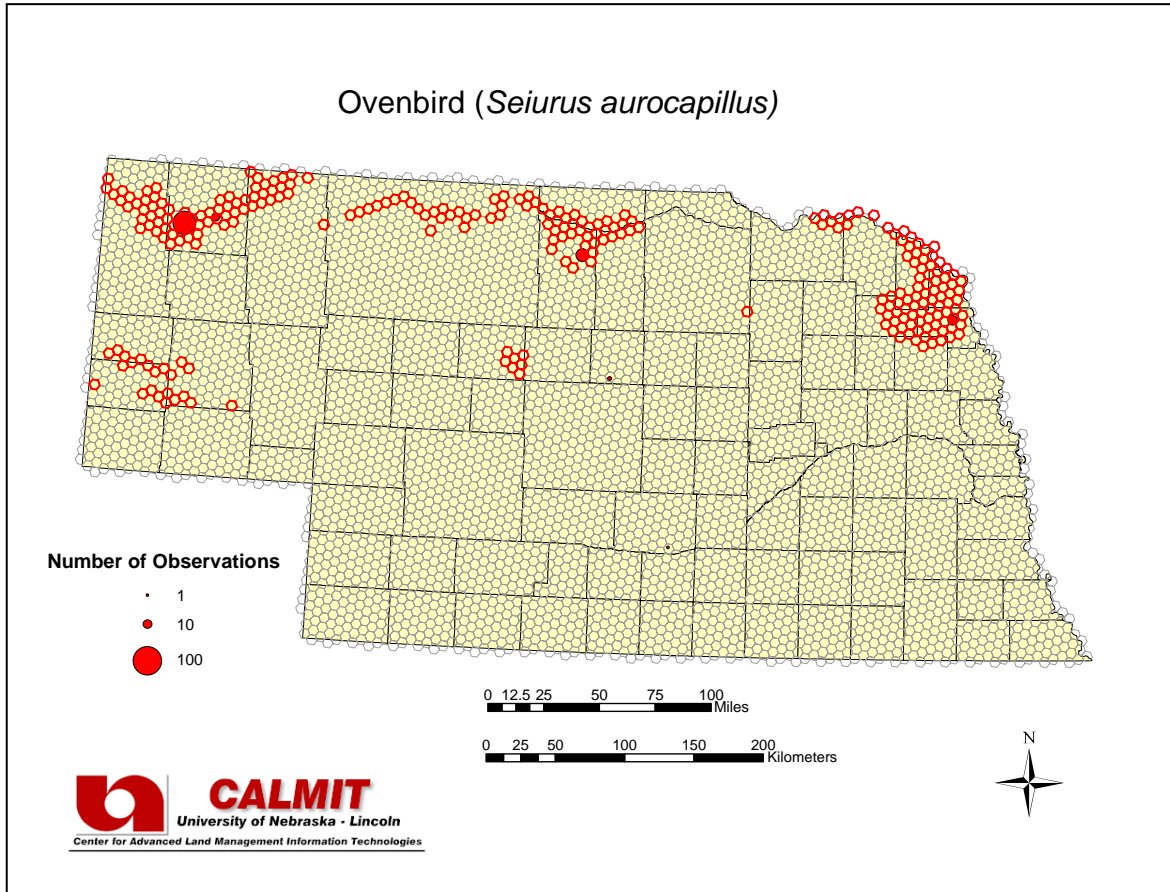 Ovenbird (Seiurus aurocapillus)
Number of Observations
1
10
100
0 12.5 25 50 75 100
Miles
0 25 50 100 150 200
Kilometers
N
CALMIT
University of Nebraska - Lincoln
Center for Advanced Land Management Information Technologies